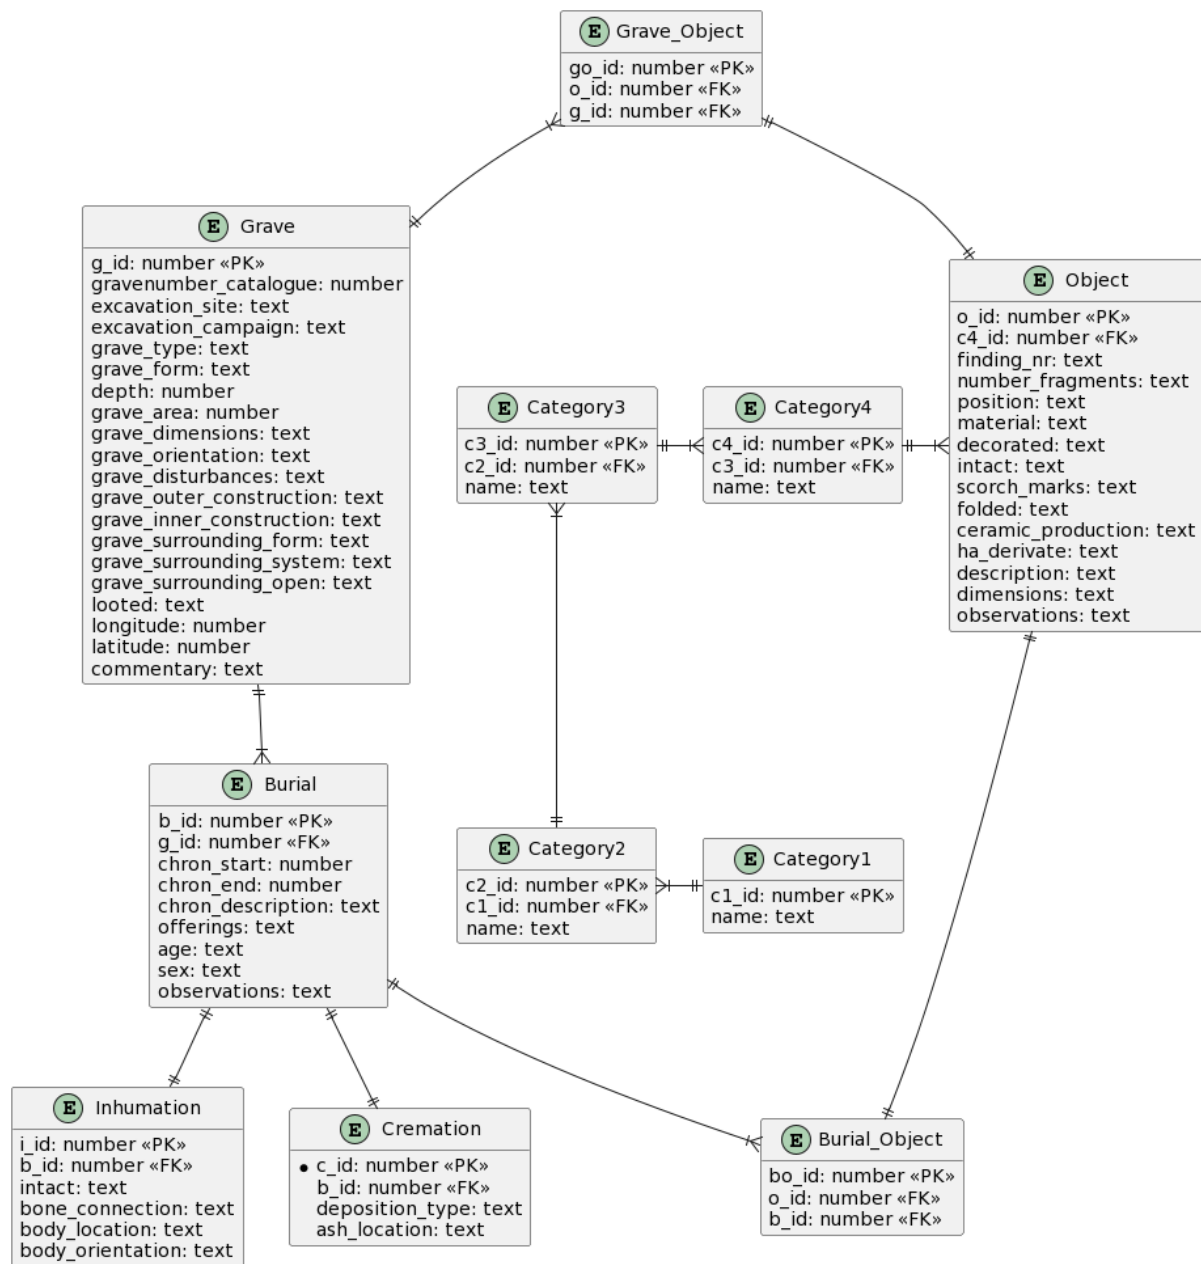 E Grave_Object
go_id: number «PK»
o_id: number «FK»
g_id: number «FK»
E Grave
g_id: number «PK»
gravenumber_catalogue: number
excavation_site: text
excavation_campaign: text
grave_type: text
grave_form: text
depth: number
grave_area: number
grave_dimensions: text
grave_orientation: text
grave_disturbances: text
grave_outer_construction: text
grave_inner_construction: text
grave_surrounding_form: text
grave_surrounding_system: text
grave_surrounding_open: text
looted: text
longitude: number
latitude: number
commentary: text
E Object
o_id: number «PK»
c4_id: number «FK»
finding_nr: text
number_fragments: text
position: text
material: text
decorated: text
intact: text
scorch_marks: text
folded: text
ceramic_production: text
ha_derivate: text
description: text
dimensions: text
observations: text
E Category3
c3_id: number «PK»
c2_id: number «FK»
name: text
E Category4
c4_id: number «PK»
c3_id: number «FK»
name: text
E Burial
b_id: number «PK»
g_id: number «FK»
chron_start: number
chron_end: number
chron_description: text
offerings: text
age: text
sex: text
observations: text
E Category2
c2_id: number «PK»
c1_id: number «FK»
name: text
E Category1
c1_id: number «PK»
name: text
E Inhumation
i_id: number «PK»
b_id: number «FK»
intact: text
bone_connection: text
body_location: text
body_orientation: text
E Cremation
c_id: number «PK»
b_id: number «FK»
deposition_type: text
ash_location: text
E Burial_Object
bo_id: number «PK»
o_id: number «FK»
b_id: number «FK»